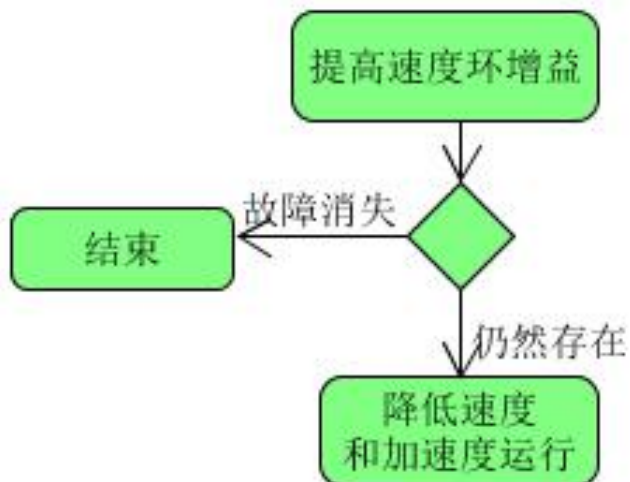 提高速度环增益
故障消失
结束
仍然存在
降低速度
和加速度运行